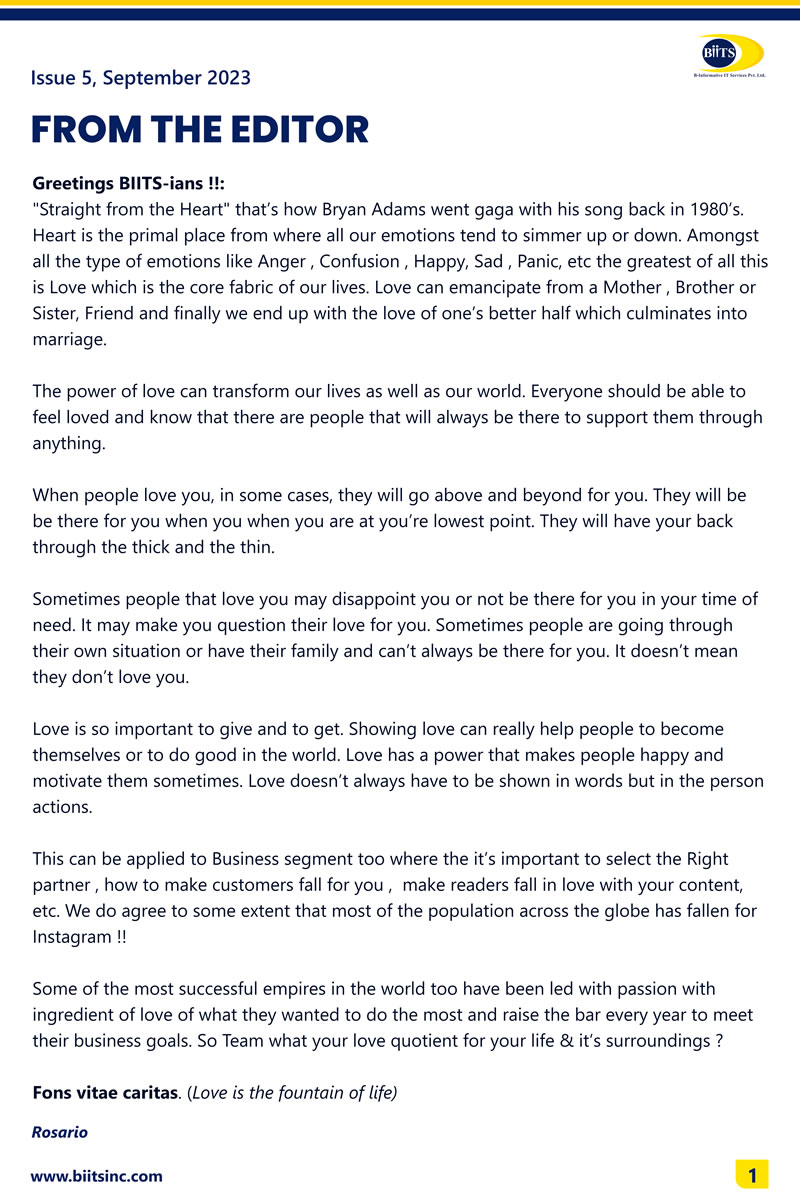 BiiTS
B-Informative IT Services Pvt. Ltd.
Issue 5, September 2023
FROM THE EDITOR
Greetings BIITS-ians !!:
"Straight from the Heart" that’s how Bryan Adams went gaga with his song back in 1980’s.
Heart is the primal place from where all our emotions tend to simmer up or down. Amongst
all the type of emotions like Anger , Confusion , Happy, Sad , Panic, etc the greatest of all this
is Love which is the core fabric of our lives. Love can emancipate from a Mother , Brother or
Sister, Friend and finally we end up with the love of one’s better half which culminates into
marriage.
The power of love can transform our lives as well as our world. Everyone should be able to
feel loved and know that there are people that will always be there to support them through
anything.
When people love you, in some cases, they will go above and beyond for you. They will be
be there for you when you when you are at you’re lowest point. They will have your back
through the thick and the thin.
Sometimes people that love you may disappoint you or not be there for you in your time of
need. It may make you question their love for you. Sometimes people are going through
their own situation or have their family and can’t always be there for you. It doesn’t mean
they don’t love you.
Love is so important to give and to get. Showing love can really help people to become
themselves or to do good in the world. Love has a power that makes people happy and
motivate them sometimes. Love doesn’t always have to be shown in words but in the person
actions.
This can be applied to Business segment too where the it’s important to select the Right
partner , how to make customers fall for you ,  make readers fall in love with your content,
etc. We do agree to some extent that most of the population across the globe has fallen for
Instagram !!
Some of the most successful empires in the world too have been led with passion with
ingredient of love of what they wanted to do the most and raise the bar every year to meet
their business goals. So Team what your love quotient for your life & it’s surroundings ?
Fons vitae caritas. (Love is the fountain of life)
Rosario
www.biitsinc.com
1